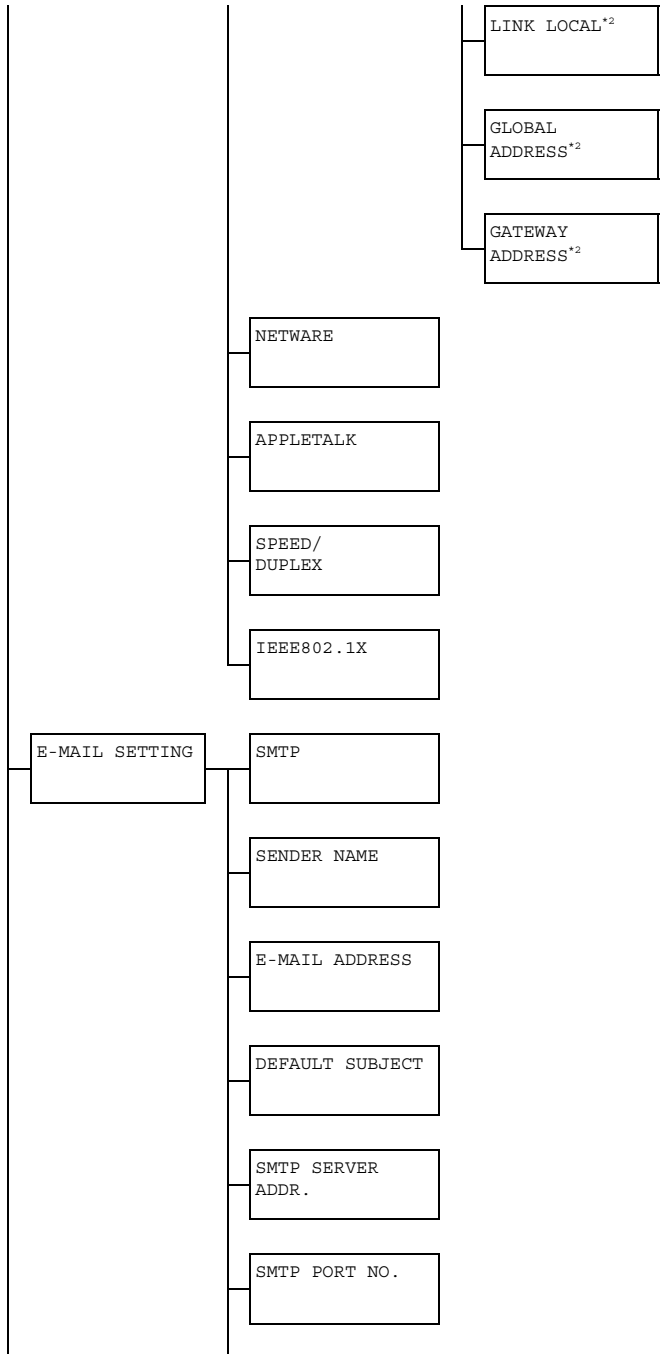 LINK LOCAL*2
GLOBAL
ADDRESS*2
GATEWAY
ADDRESS*2
NETWARE
APPLETALK
SPEED/
DUPLEX
IEEE802.1X
E-MAIL SETTING
SMTP
SENDER NAME
E-MAIL ADDRESS
DEFAULT SUBJECT
SMTP SERVER
ADDR.
SMTP PORT NO.